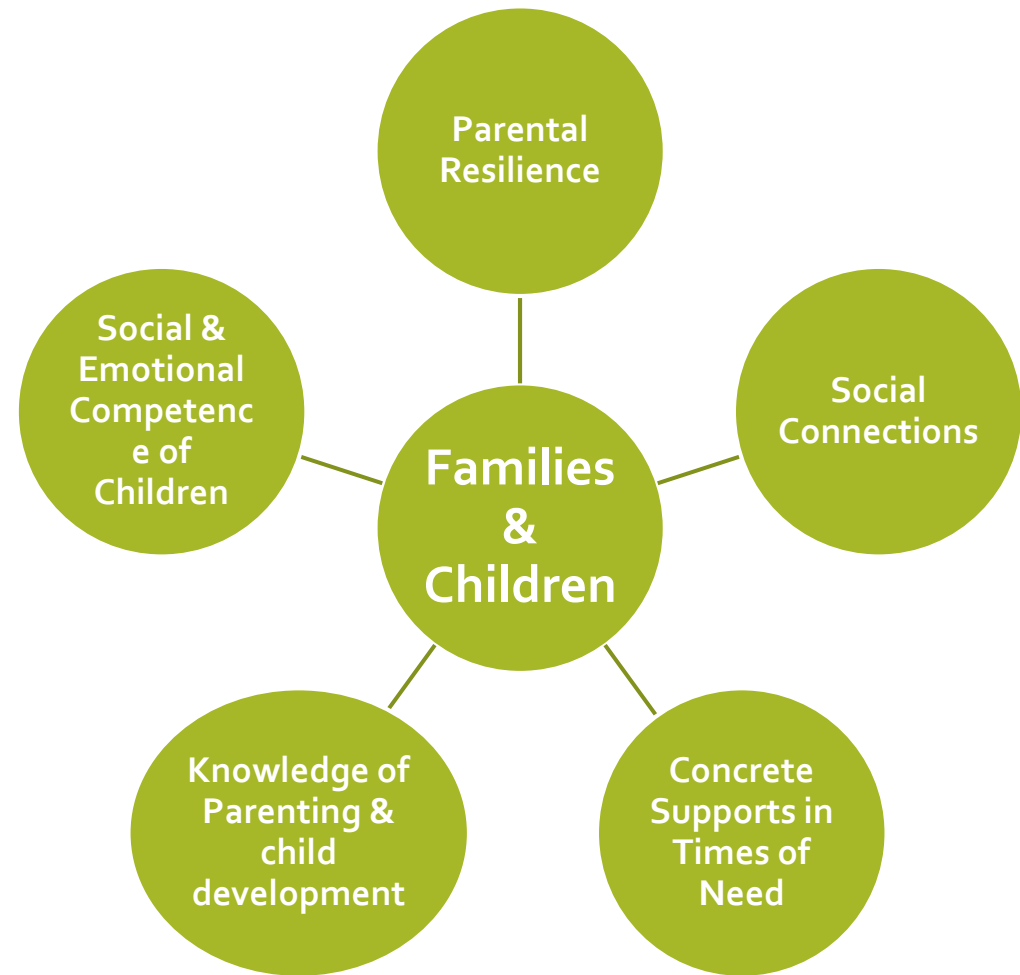 Parental
Resilience
Social &
Emotional
Competenc
e of
Children
Social
Connections
Families
&
Children
Knowledge of
Parenting &
child
development
Concrete
Supports in
Times of
Need